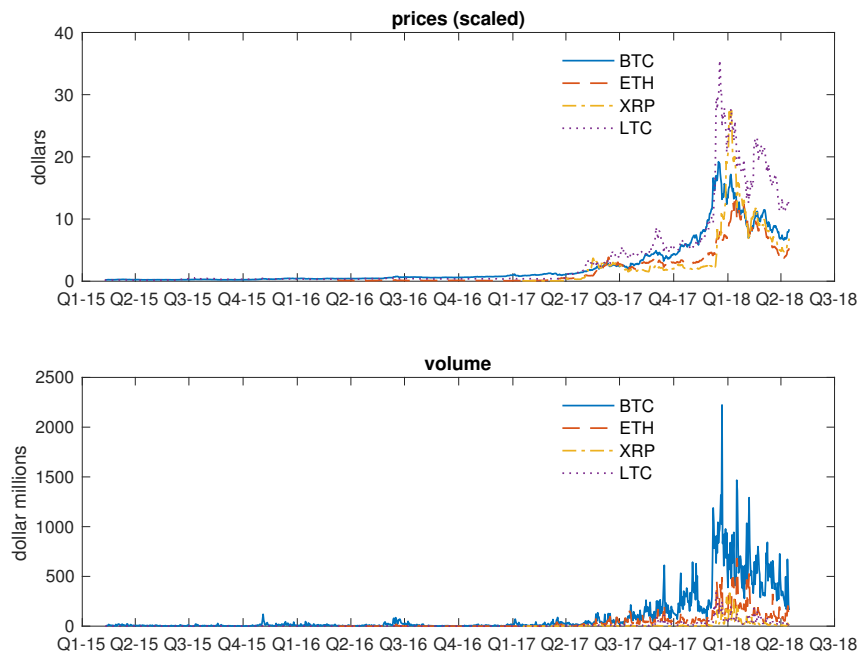 prices (scaled)
40
30
20
10
0
dollars
BTC
ETH
XRP
LTC
Q1-15 Q2-15 Q3-15 Q4-15 Q1-16 Q2-16 Q3-16 Q4-16 Q1-17 Q2-17 Q3-17 Q4-17 Q1-18 Q2-18 Q3-18
volume
2500
2000
1500
1000
500
0
dollar millions
BTC
ETH
XRP
LTC
Q1-15 Q2-15 Q3-15 Q4-15 Q1-16 Q2-16 Q3-16 Q4-16 Q1-17 Q2-17 Q3-17 Q4-17 Q1-18 Q2-18 Q3-18